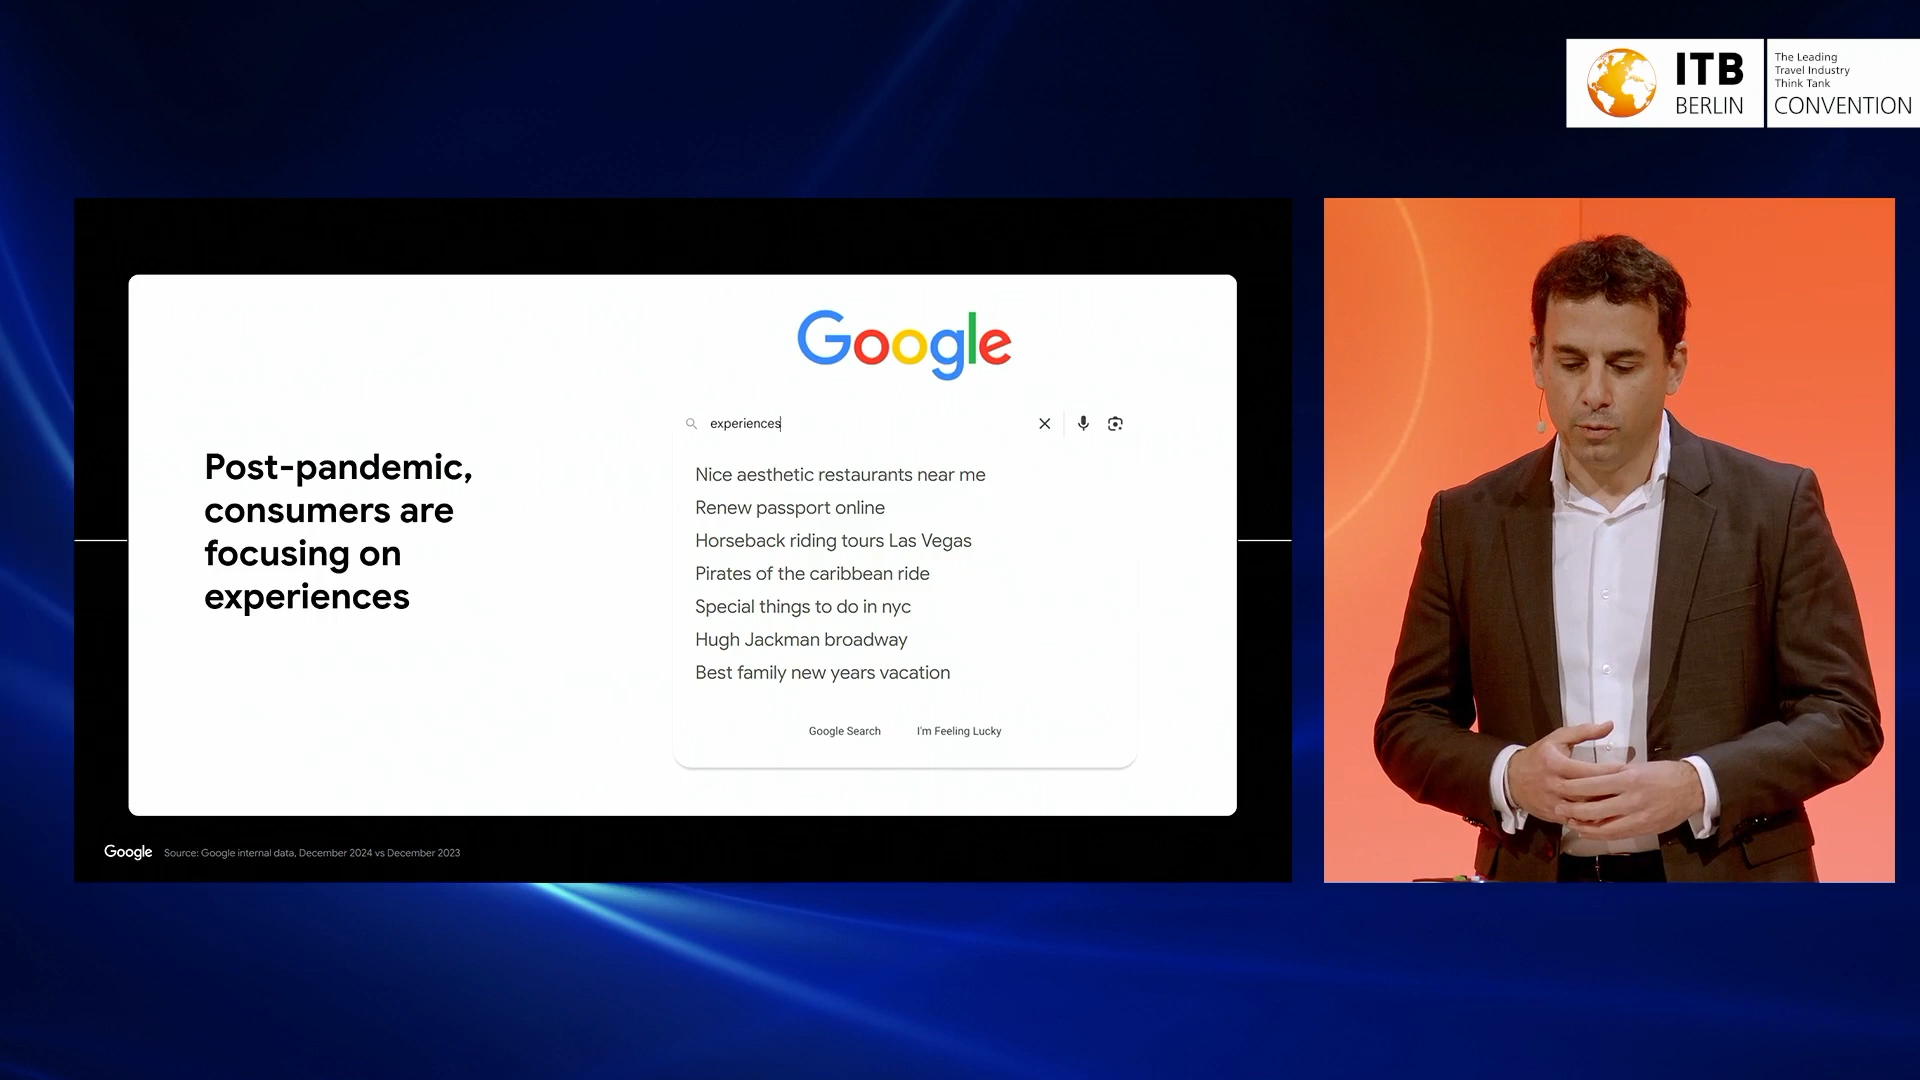 ITB
BERLIN
The Leading
Travel Industry
Think Tank
CONVENTION
Google
experiences
Post-pandemic,
consumers are
focusing on
experiences
Nice aesthetic restaurants near me
Renew passport online
Horseback riding tours Las Vegas
Pirates of the caribbean ride
Special things to do in nyc
Hugh Jackman broadway
Best family new years vacation
Google Search
I'm Feeling Lucky
Google
Source: Google internal data, December 2024 vs December 2023